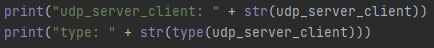 print("udp_server_client: " + str(udp_server_client))
print("type: " + str(type(udp_server_client)))